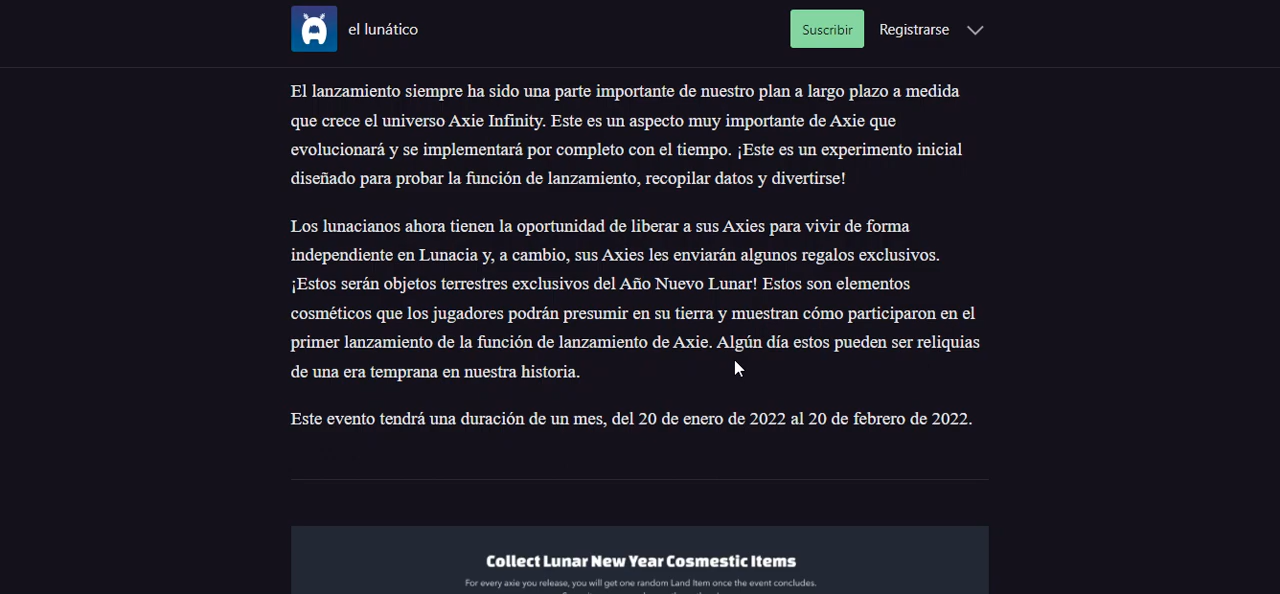 el lunático
Suscribir
Registrarse
El lanzamiento siempre ha sido una parte importante de nuestro plan a largo plazo a medida
que crece el universo Axie Infinity. Este es un aspecto muy importante de Axie que
evolucionará y se implementará por completo con el tiempo. ¡Este es un experimento inicial
diseñado para probar la función de lanzamiento, recopilar datos y divertirse!
Los lunacianos ahora tienen la oportunidad de liberar a sus Axies para vivir de forma
independiente en Lunacia y, a cambio, sus Axies les enviarán algunos regalos exclusivos.
¡Estos serán objetos terrestres exclusivos del Año Nuevo Lunar! Estos son elementos
cosméticos que los jugadores podrán presumir en su tierra y muestran cómo participaron en el
primer lanzamiento de la función de lanzamiento de Axie. Algún día estos pueden ser reliquias
de una era temprana en nuestra historia.
Este evento tendrá una duración de un mes, del 20 de enero de 2022 al 20 de febrero de 2022.
Collect Lunar New Year Cosmestic Items
For every axie you release, you will get one random Land Item once the event concludes.